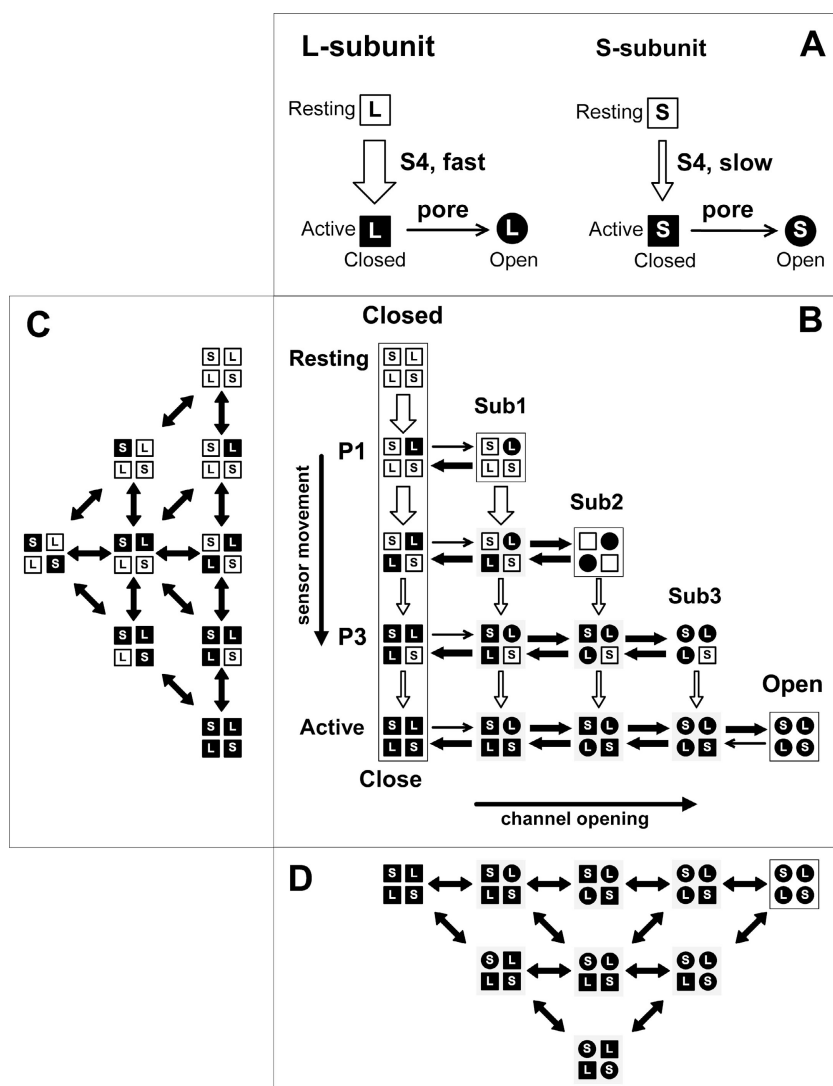 L-subunit S-subunit A
Resting L Resting S
S4, fast S4, slow
pore pore
Active L L Active S S
Closed Open Closed Open
C
S L
L S
S L S L
L S L S
S L S L S L
L S L S L S
S L S L
L S L S
S L
L S
B
Closed
Resting S L
L S
Sub1
P1 S L S L
L S L S
Sub2
sensor movement
S L S L
L S L S
Sub3
P3 S L S L S L S L
L S L S L S L S
Open
Active S L S L S L S L S L
L S L S L S L S L S
Close
channel opening
D
S L S L S L S L S L
L S L S L S L S L S
S L S L S L
L S L S L S
S L
L S